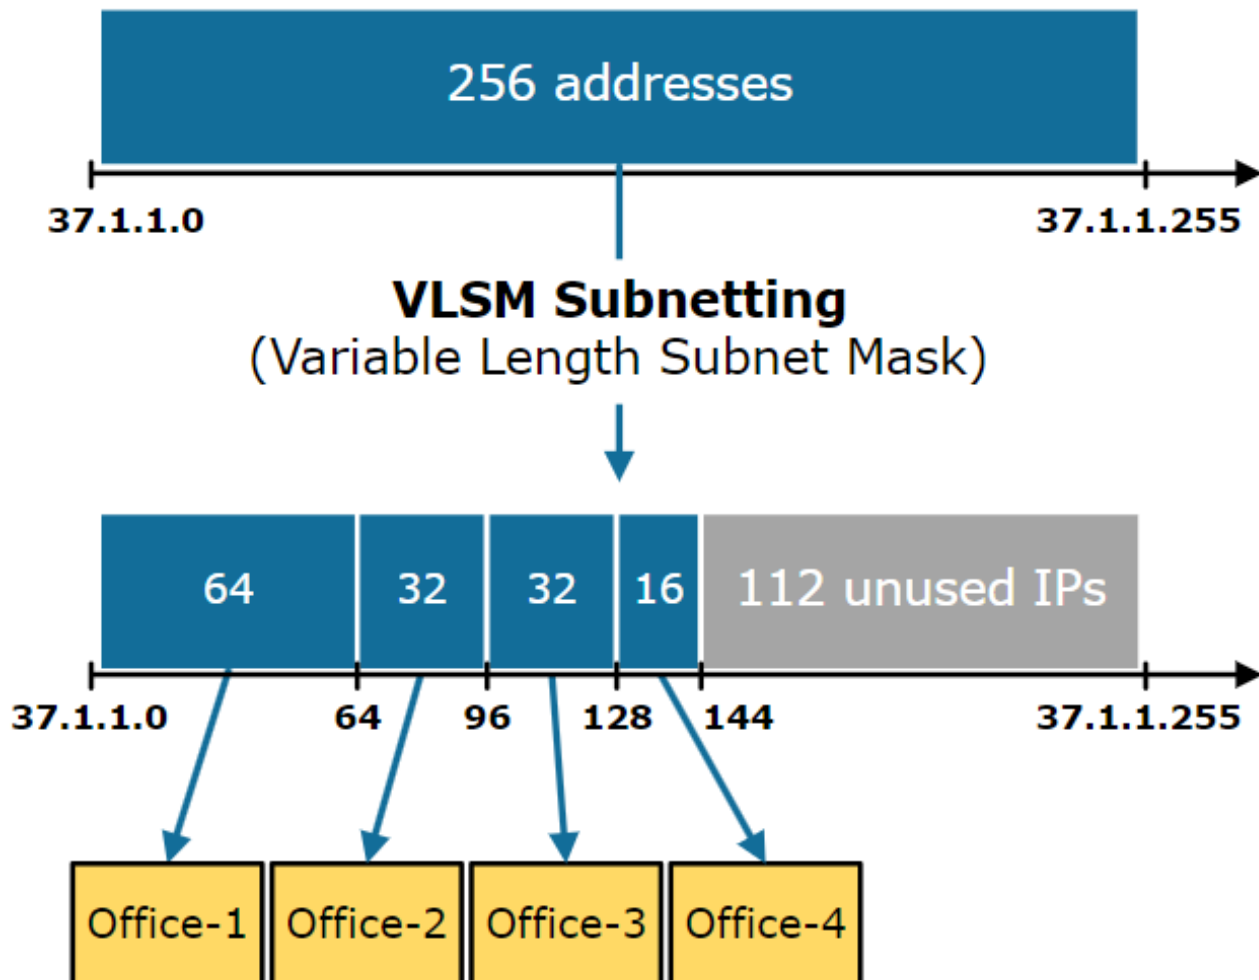 256 addresses
37.1.1.0 37.1.1.255
VLSM Subnetting
(Variable Length Subnet Mask)
64 32 32 16 112 unused IPs
37.1.1.0 64 96 128 144 37.1.1.255
Office-1 Office-2 Office-3 Office-4